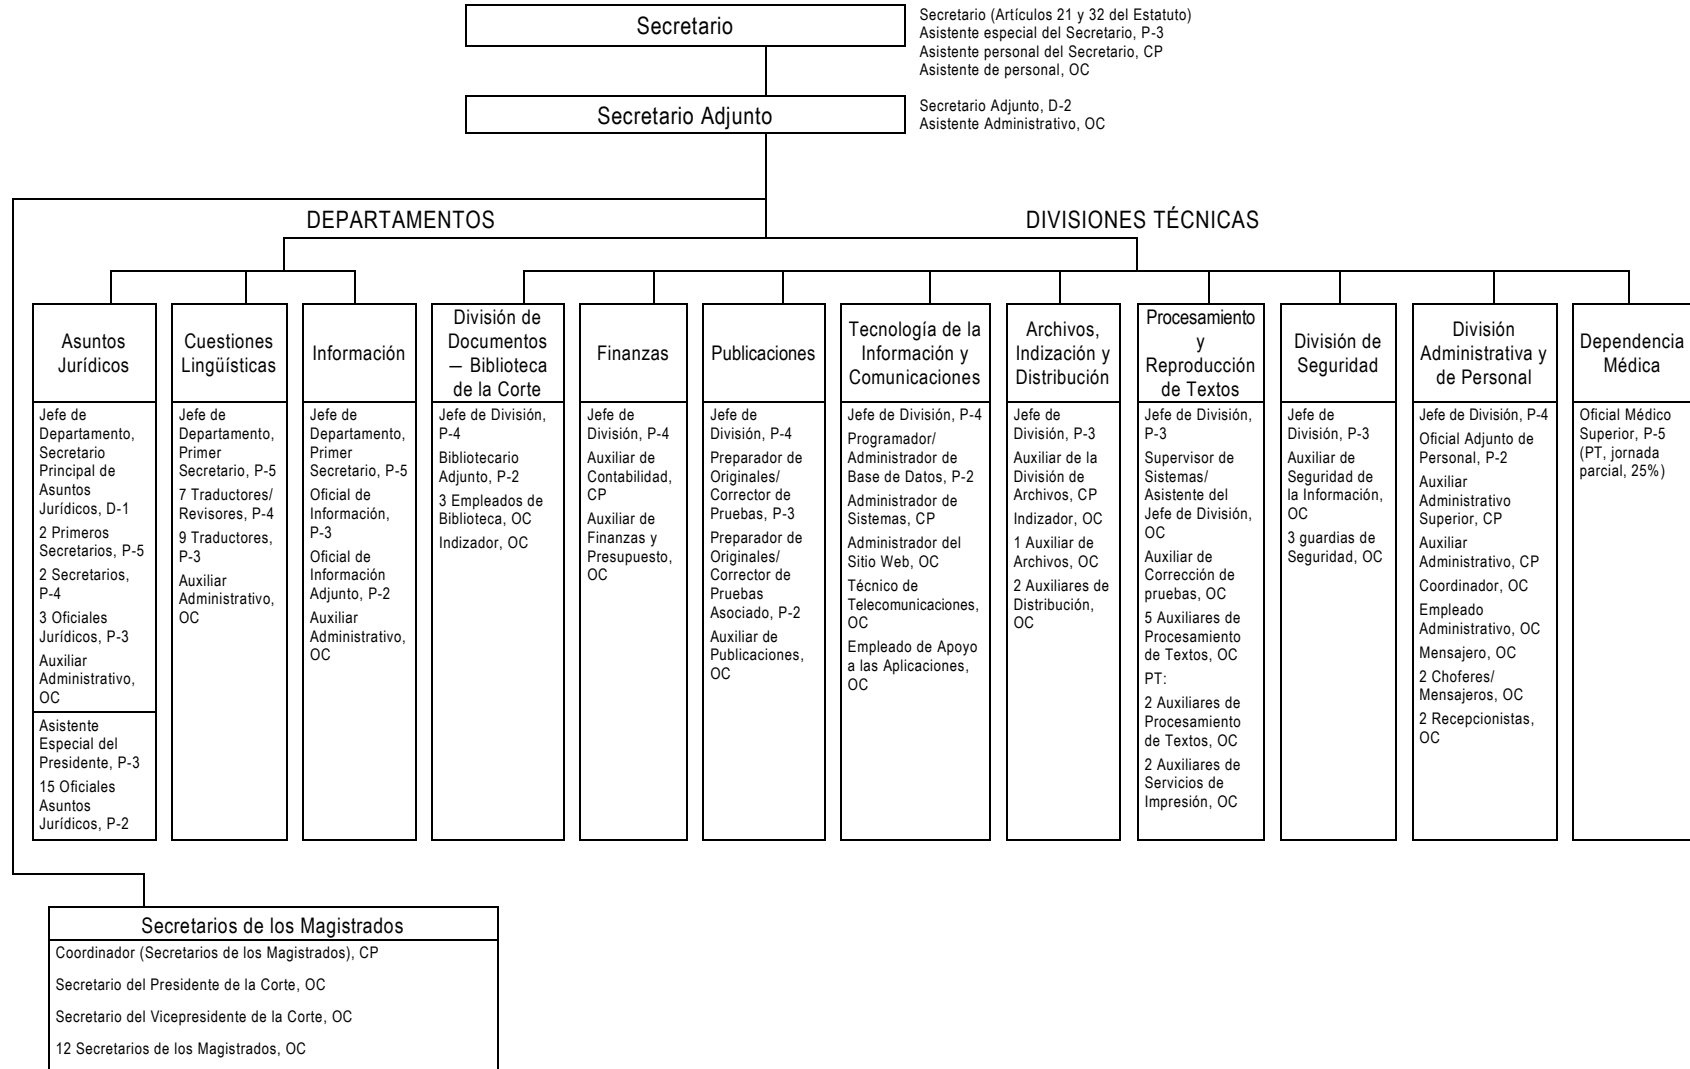 Secretario
Secretario (Artículos 21 y 32 del Estatuto)
Asistente especial del Secretario, P-3
Asistente personal del Secretario, CP
Asistente de personal, OC
Secretario Adjunto
Secretario Adjunto, D-2
Asistente Administrativo, OC
DEPARTAMENTOS
DIVISIONES TÉCNICAS
Asuntos
Jurídicos
Jefe de
Departamento,
Secretario
Principal de
Asuntos
Jurídicos, D-1
2 Primeros
Secretarios, P-5
2 Secretarios,
P-4
3 Oficiales
Jurídicos, P-3
Auxiliar
Administrativo,
OC
Asistente
Especial del
Presidente, P-3
15 Oficiales
Asuntos
Jurídicos, P-2
Cuestiones
Lingüísticas
Jefe de
Departamento,
Primer
Secretario, P-5
7 Traductores/
Revisores, P-4
9 Traductores,
P-3
Auxiliar
Administrativo,
OC
Información
Jefe de
Departamento,
Primer
Secretario, P-5
Oficial de
Información,
P-3
Oficial de
Información
Adjunto, P-2
Auxiliar
Administrativo,
OC
División de
Documentos
— Biblioteca
de la Corte
Jefe de División,
P-4
Bibliotecario
Adjunto, P-2
3 Empleados de
Biblioteca, OC
Indizador, OC
Finanzas
Jefe de
División, P-4
Auxiliar de
Contabilidad,
CP
Auxiliar de
Finanzas y
Presupuesto,
OC
Publicaciones
Jefe de
División, P-4
Preparador de
Originales/
Corrector de
Pruebas, P-3
Preparador de
Originales/
Corrector de
Pruebas
Asociado, P-2
Auxiliar de
Publicaciones,
OC
Tecnología de la
Información y
Comunicaciones
Jefe de División, P-4
Programador/
Administrador de
Base de Datos, P-2
Administrador de
Sistemas, CP
Administrador del
Sitio Web, OC
Técnico de
Telecomunicaciones,
OC
Empleado de Apoyo
a las Aplicaciones,
OC
Archivos,
Indización y
Distribución
Jefe de
División, P-3
Auxiliar de la
División de
Archivos, CP
Indizador, OC
1 Auxiliar de
Archivos, OC
2 Auxiliares de
Distribución,
OC
Procesamiento
y
Reproducción
de Textos
Jefe de División,
P-3
Supervisor de
Sistemas/
Asistente del
Jefe de División,
OC
Auxiliar de
Corrección de
pruebas, OC
5 Auxiliares de
Procesamiento
de Textos, OC
PT:
2 Auxiliares de
Procesamiento
de Textos, OC
2 Auxiliares de
Servicios de
Impresión, OC
División de
Seguridad
Jefe de
División, P-3
Auxiliar de
Seguridad de
la Información,
OC
3 guardias de
Seguridad, OC
División
Administrativa y
de Personal
Jefe de División, P-4
Oficial Adjunto de
Personal, P-2
Auxiliar
Administrativo
Superior, CP
Auxiliar
Administrativo, CP
Coordinador, OC
Empleado
Administrativo, OC
Mensajero, OC
2 Choferes/
Mensajeros, OC
2 Recepcionistas,
OC
Dependencia
Médica
Oficial Médico
Superior, P-5
(PT, jornada
parcial, 25%)
Secretarios de los Magistrados
Coordinador (Secretarios de los Magistrados), CP
Secretario del Presidente de la Corte, OC
Secretario del Vicepresidente de la Corte, OC
12 Secretarios de los Magistrados, OC